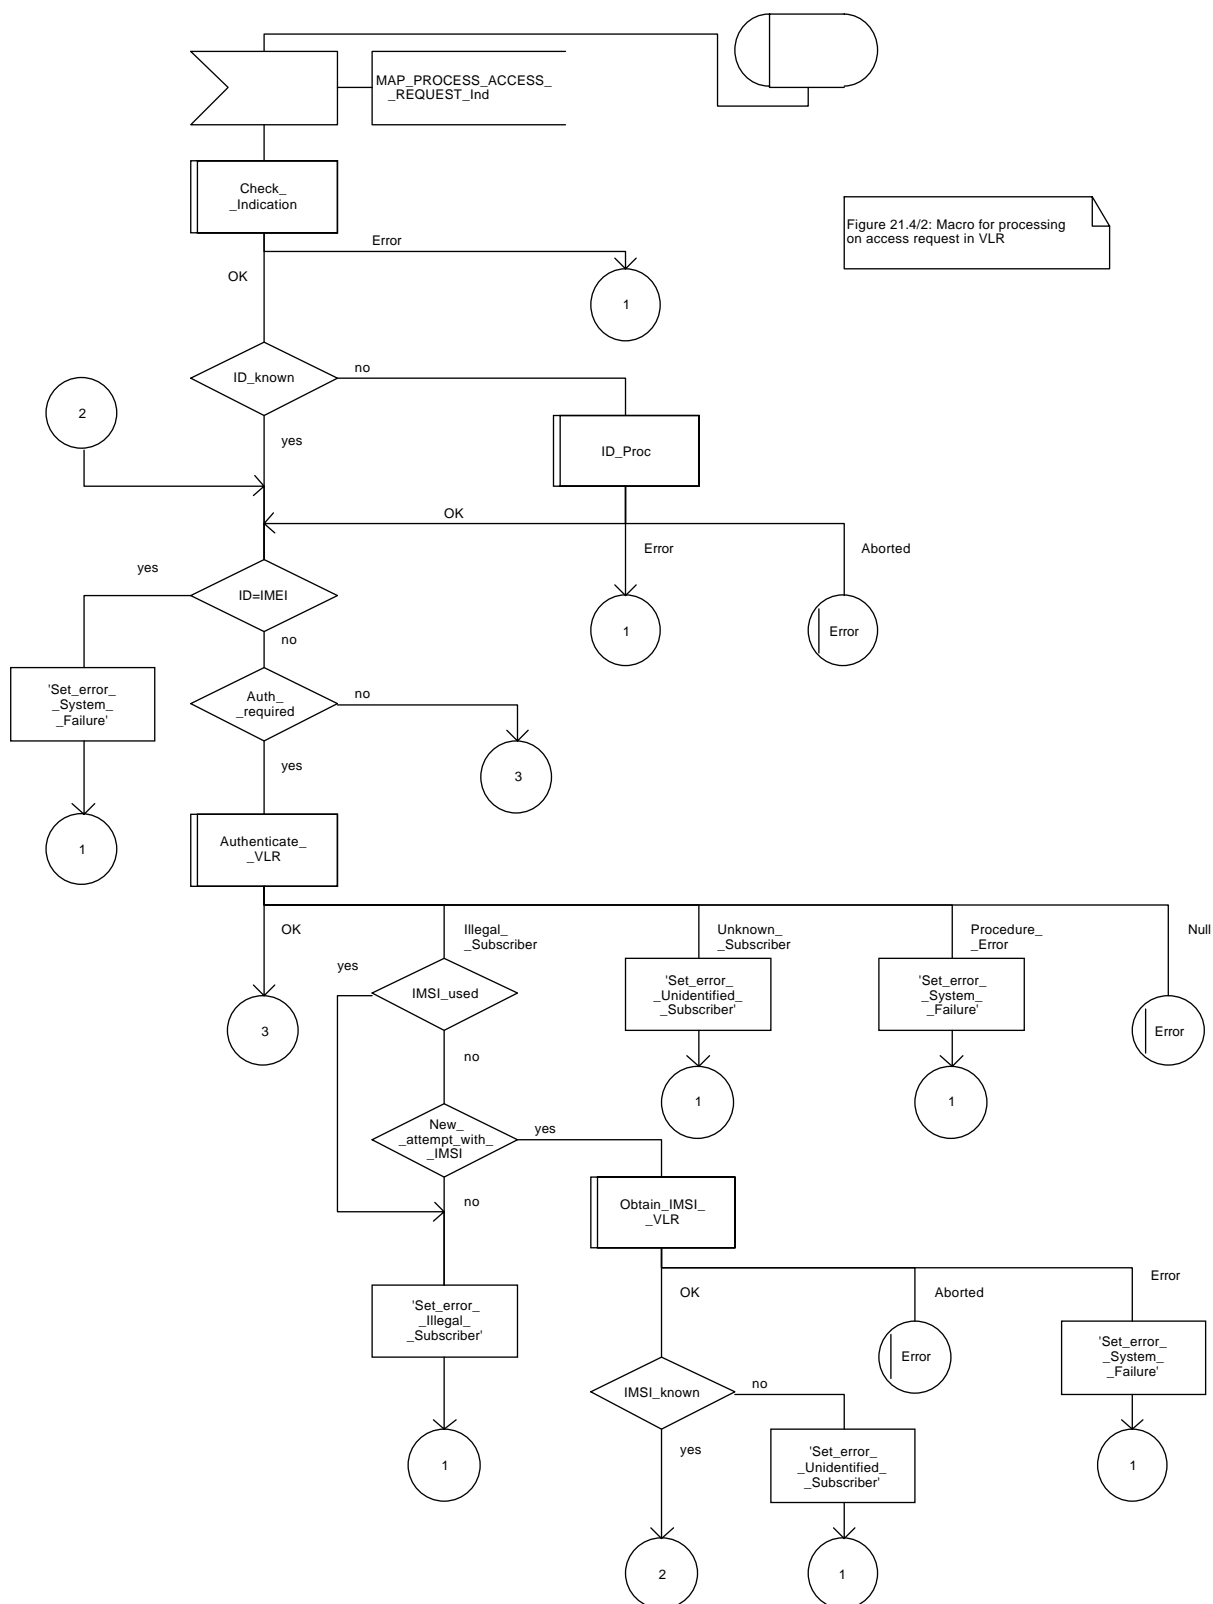 MAP_PROCESS_ACCESS_
_REQUEST_Ind
Check_
_Indication
Figure 21.4/2: Macro for processing
on access request in VLR
Error
OK
1
ID_known
no
2
yes
ID_Proc
OK
Error
Aborted
yes
ID=IMEI
1
Error
no
'Set_error_
_System_
_Failure'
Auth_
_required
no
3
yes
1
Authenticate_
_VLR
OK
Illegal_
_Subscriber
Unknown_
_Subscriber
Procedure_
_Error
Null
yes
IMSI_used
'Set_error_
_Unidentified_
_Subscriber'
'Set_error_
_System_
_Failure'
3
Error
no
1
1
New_
_attempt_with_
_IMSI
yes
no
Obtain_IMSI_
_VLR
OK
Aborted
Error
'Set_error_
_Illegal_
_Subscriber'
Error
'Set_error_
_System_
_Failure'
IMSI_known
no
yes
1
'Set_error_
_Unidentified_
_Subscriber'
1
2
1